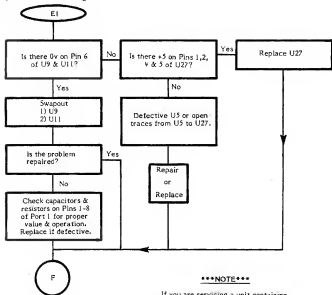 E1
Is there 0v on Pin 6
of U9 & U11?
No
Is there +5 on Pins 1,2,
4 & 5 of U27?
Yes
Replace U27
Yes
No
Swapout
1) U9
2) U11
Defective U5 or open
traces from U5 to U27.
Is the problem
repaired?
Yes
Repair
or
Replace
No
Check capacitors &
resistors on Pins 1-8
of Port 1 for proper
value & operation.
Replace if defective.
F
***NOTE***
If you are servicing a unit containing